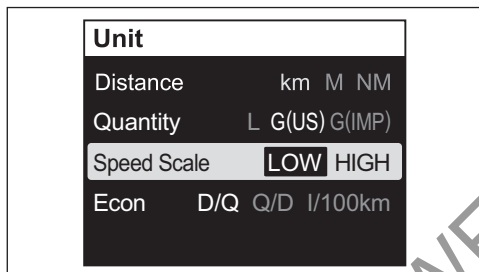 Unit
Distance km M NM
Quantity L G(US) G(IMP)
Speed Scale LOW HIGH
Econ D/Q Q/D l/100km